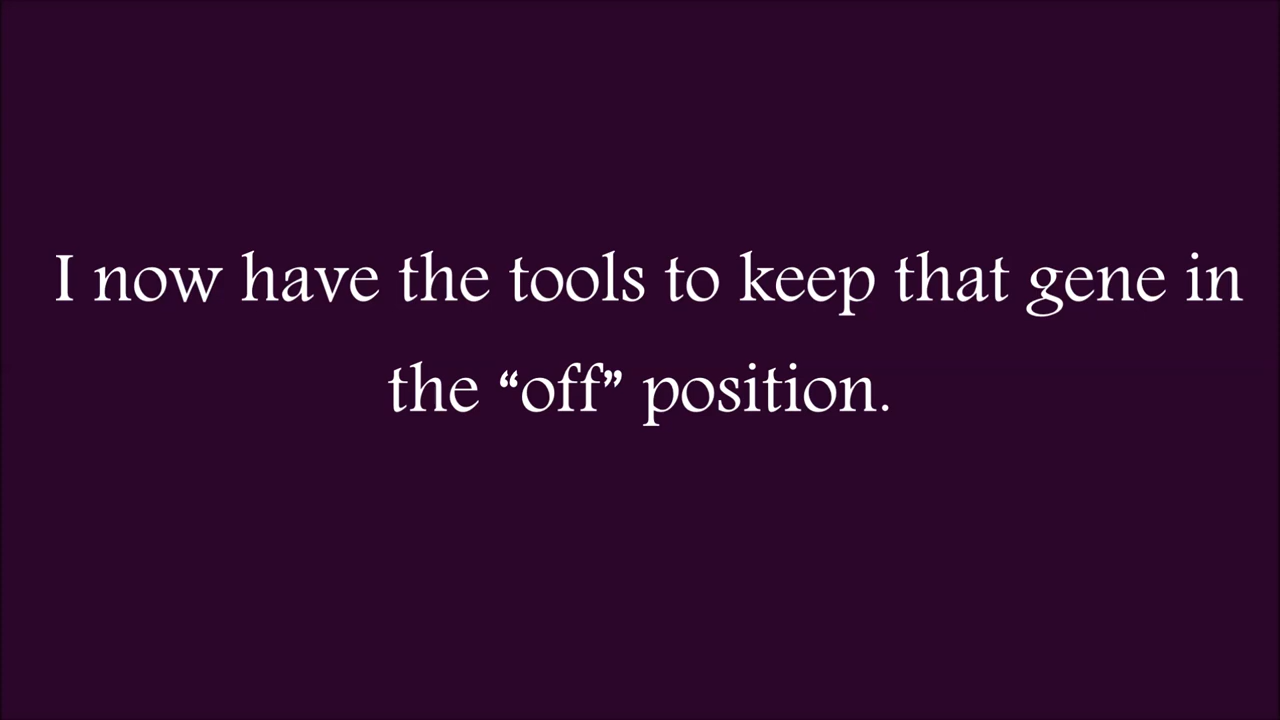 I now have the tools to keep that gene in
the “off” position.